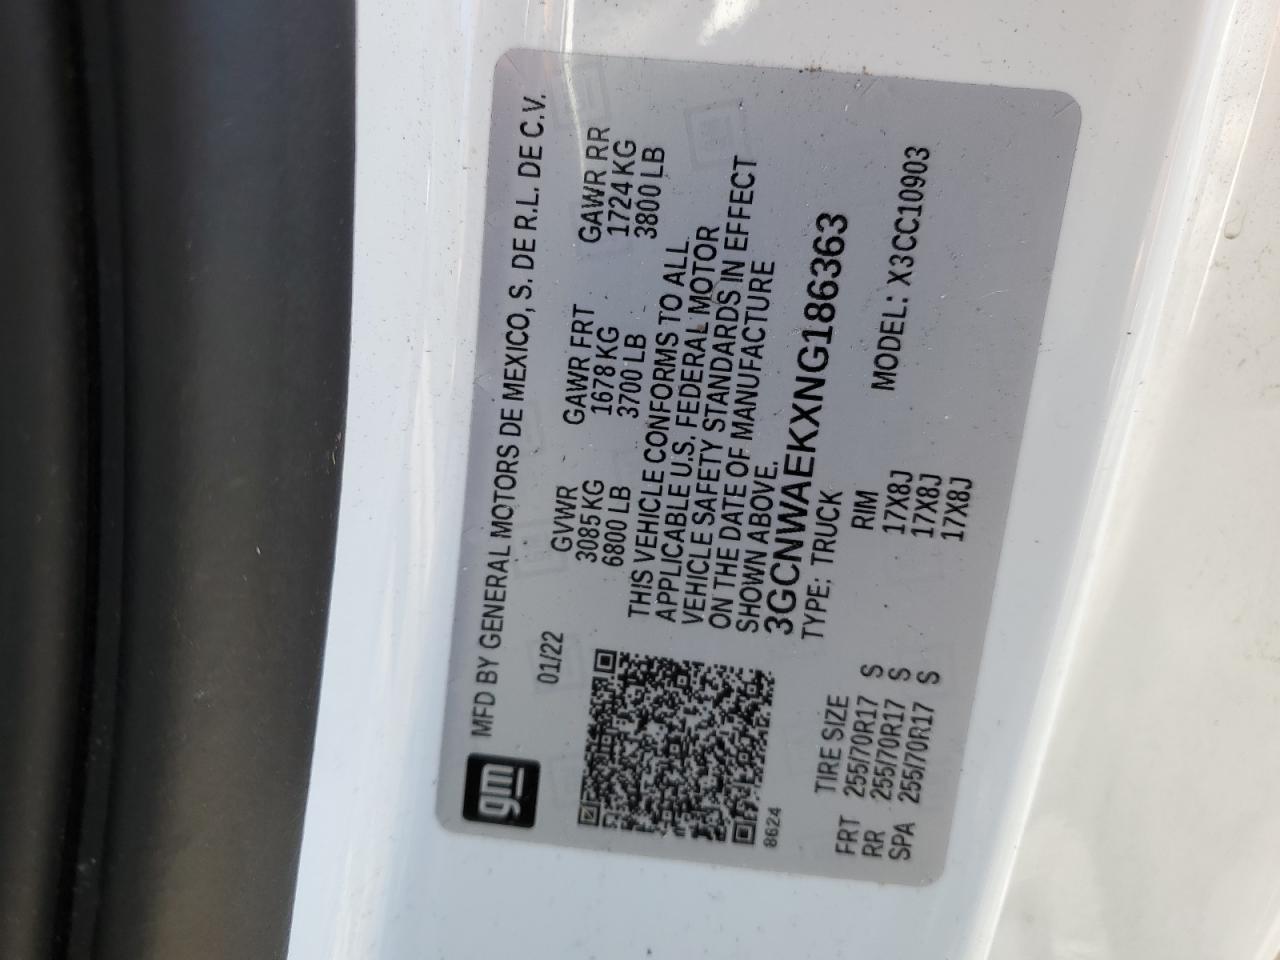 gm
MFD BY GENERAL MOTORS DE MEXICO, S. DE R.L. DE C.V.
01/22
GVWR GAWR FRT GAWR RR
3085 KG 1678 KG 1724 KG
6800 LB 3700 LB 3800 LB
THIS VEHICLE CONFORMS TO ALL
APPLICABLE U.S. FEDERAL MOTOR
VEHICLE SAFETY STANDARDS IN EFFECT
ON THE DATE OF MANUFACTURE
SHOWN ABOVE.
3GCNWAEKXNG186363
8624
TYPE: TRUCK
TIRE SIZE RIM MODEL: X3CC10903
FRT 255/70R17 S 17X8J
RR 255/70R17 S 17X8J
SPA 255/70R17 S 17X8J